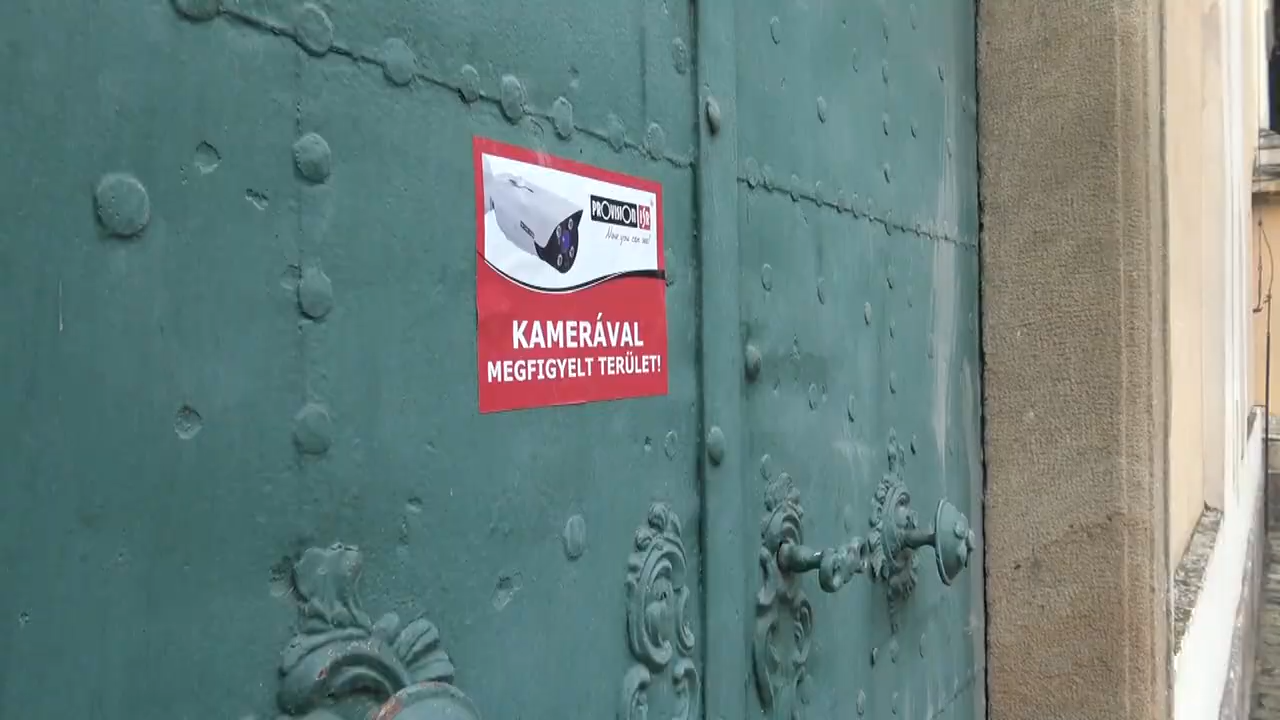 PROVISION ISR
Now you can see!
KAMERÁVAL
MEGFIGYELT TERÜLET!